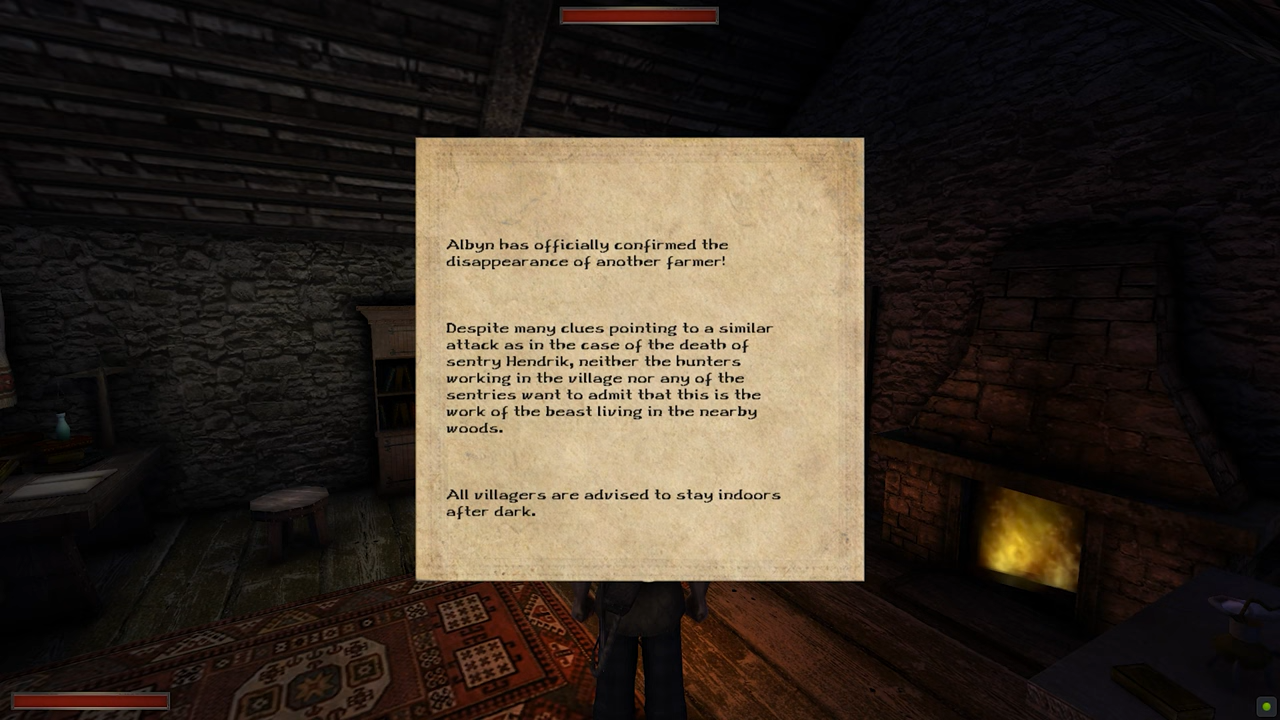 Albyn has officially confirmed the
disappearance of another farmer!
Despite many clues pointing to a similar
attack as in the case of the death of
sentry Hendrik, neither the hunters
working in the village nor any of the
sentries want to admit that this is the
work of the beast living in the nearby
woods.
All villagers are advised to stay indoors
after dark.